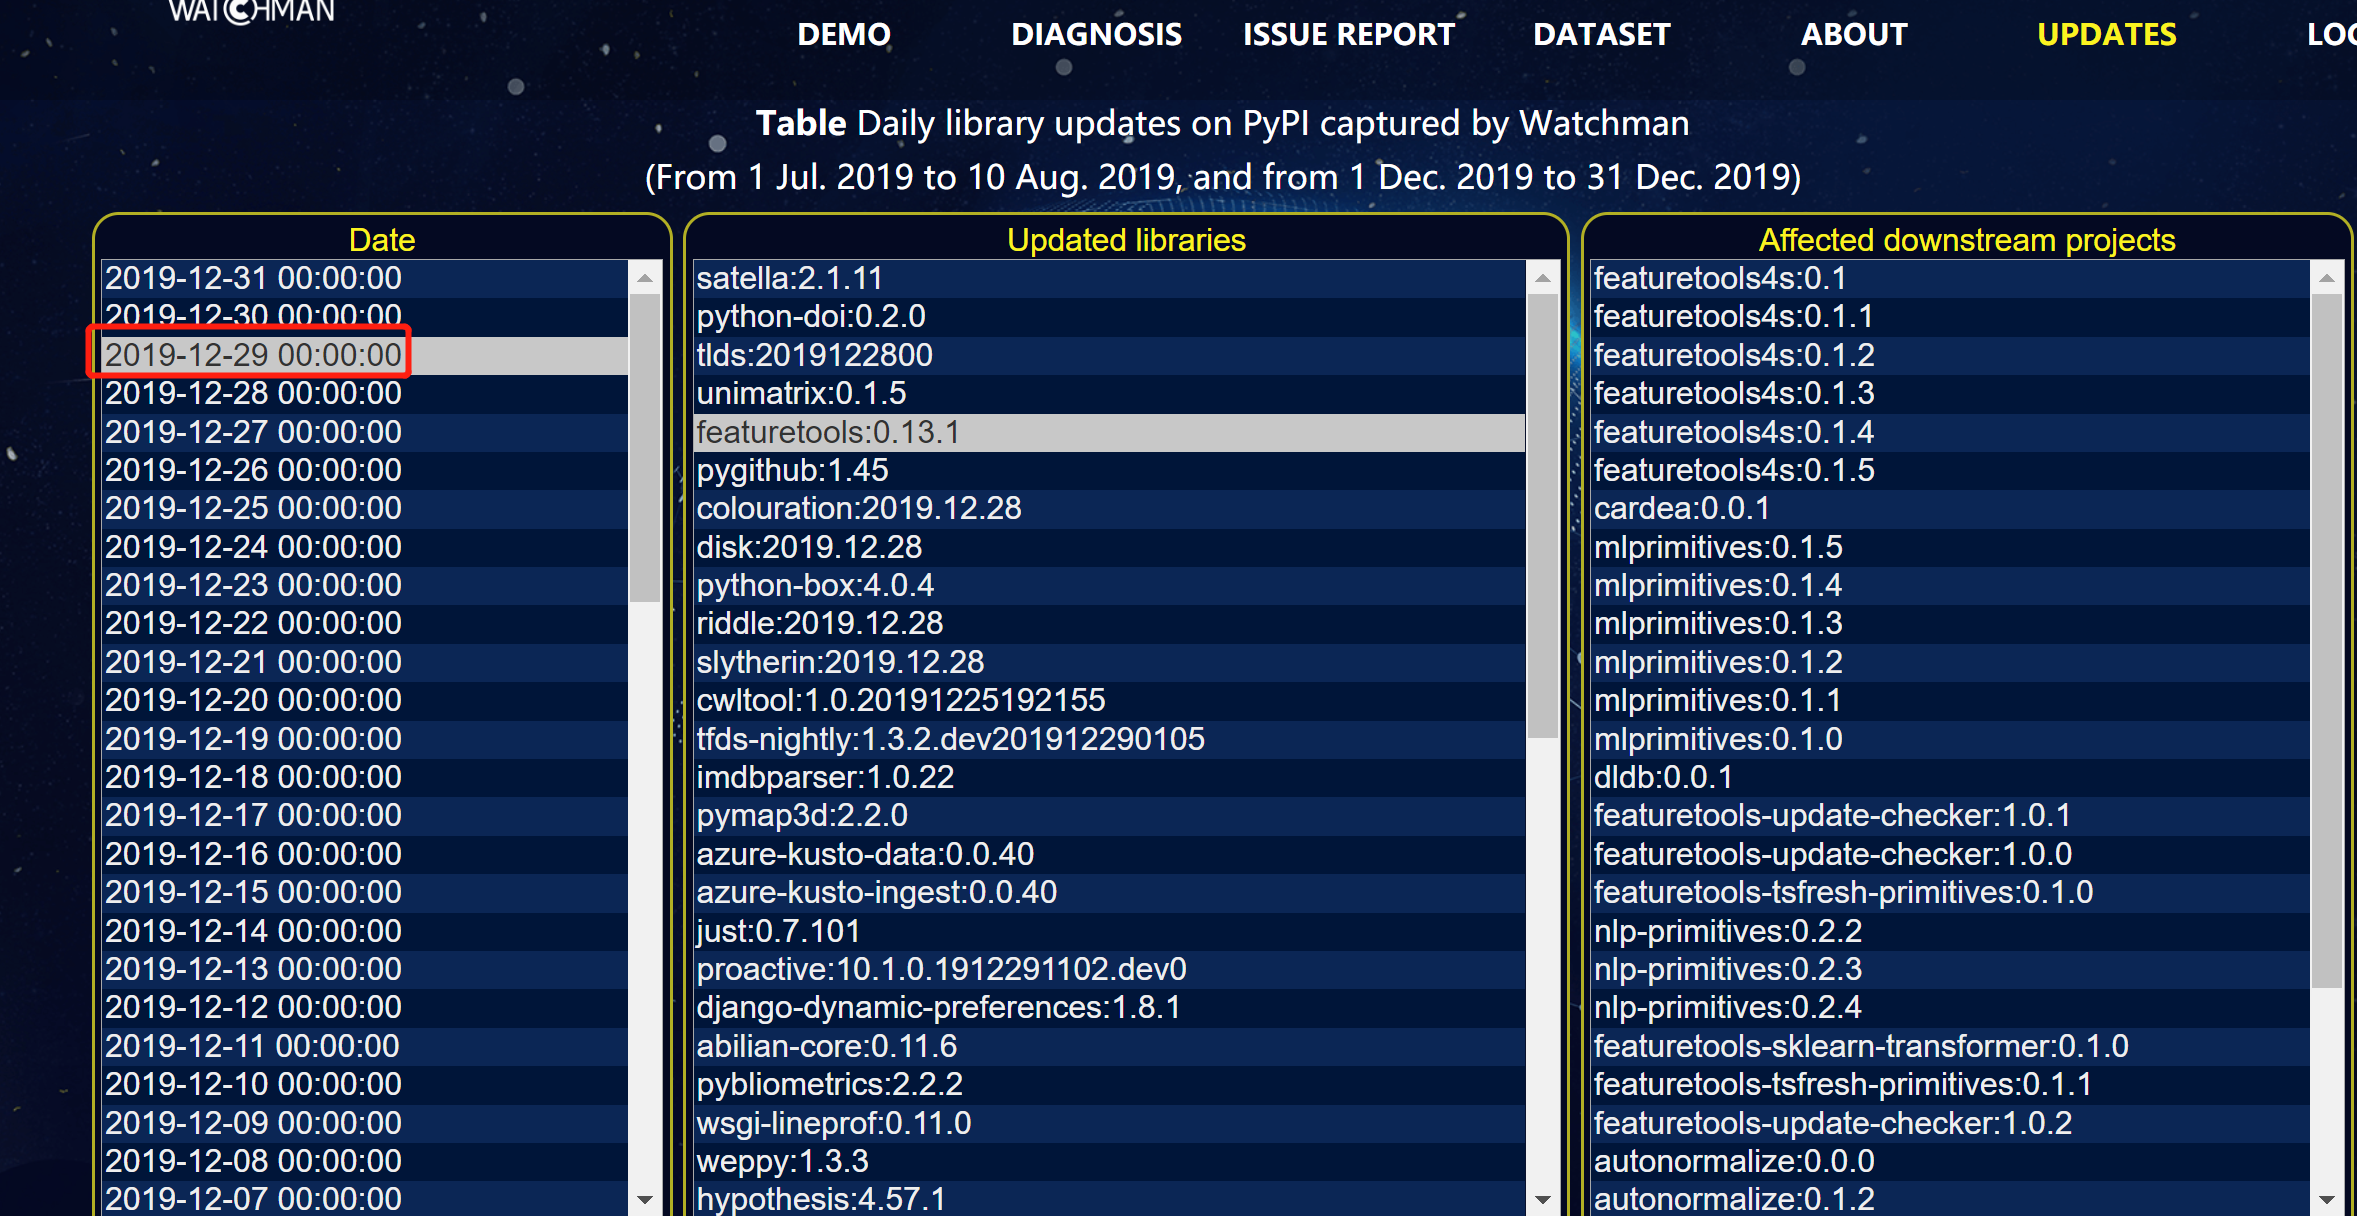 WATCHMAN
DEMO DIAGNOSIS ISSUE REPORT DATASET ABOUT UPDATES
Table Daily library updates on PyPI captured by Watchman
(From 1 Jul. 2019 to 10 Aug. 2019, and from 1 Dec. 2019 to 31 Dec. 2019)
Date
2019-12-31 00:00:00
2019-12-30 00:00:00
2019-12-29 00:00:00
2019-12-28 00:00:00
2019-12-27 00:00:00
2019-12-26 00:00:00
2019-12-25 00:00:00
2019-12-24 00:00:00
2019-12-23 00:00:00
2019-12-22 00:00:00
2019-12-21 00:00:00
2019-12-20 00:00:00
2019-12-19 00:00:00
2019-12-18 00:00:00
2019-12-17 00:00:00
2019-12-16 00:00:00
2019-12-15 00:00:00
2019-12-14 00:00:00
2019-12-13 00:00:00
2019-12-12 00:00:00
2019-12-11 00:00:00
2019-12-10 00:00:00
2019-12-09 00:00:00
2019-12-08 00:00:00
2019-12-07 00:00:00
Updated libraries
satella:2.1.11
python-doi:0.2.0
tlds:2019122800
unimatrix:0.1.5
featuretools:0.13.1
pygithub:1.45
colouration:2019.12.28
disk:2019.12.28
python-box:4.0.4
riddle:2019.12.28
slytherin:2019.12.28
cwltool:1.0.20191225192155
tfds-nightly:1.3.2.dev201912290105
imdbparser:1.0.22
pymap3d:2.2.0
azure-kusto-data:0.0.40
azure-kusto-ingest:0.0.40
just:0.7.101
proactive:10.1.0.1912291102.dev0
django-dynamic-preferences:1.8.1
abilian-core:0.11.6
pybliometrics:2.2.2
wsgi-lineprof:0.11.0
weppy:1.3.3
hypothesis:4.57.1
Affected downstream projects
featuretools4s:0.1
featuretools4s:0.1.1
featuretools4s:0.1.2
featuretools4s:0.1.3
featuretools4s:0.1.4
featuretools4s:0.1.5
cardea:0.0.1
mlprimitives:0.1.5
mlprimitives:0.1.4
mlprimitives:0.1.3
mlprimitives:0.1.2
mlprimitives:0.1.1
mlprimitives:0.1.0
dldb:0.0.1
featuretools-update-checker:1.0.1
featuretools-update-checker:1.0.0
featuretools-tsfresh-primitives:0.1.0
nlp-primitives:0.2.2
nlp-primitives:0.2.3
nlp-primitives:0.2.4
featuretools-sklearn-transformer:0.1.0
featuretools-tsfresh-primitives:0.1.1
featuretools-update-checker:1.0.2
autonormalize:0.0.0
autonormalize:0.1.2